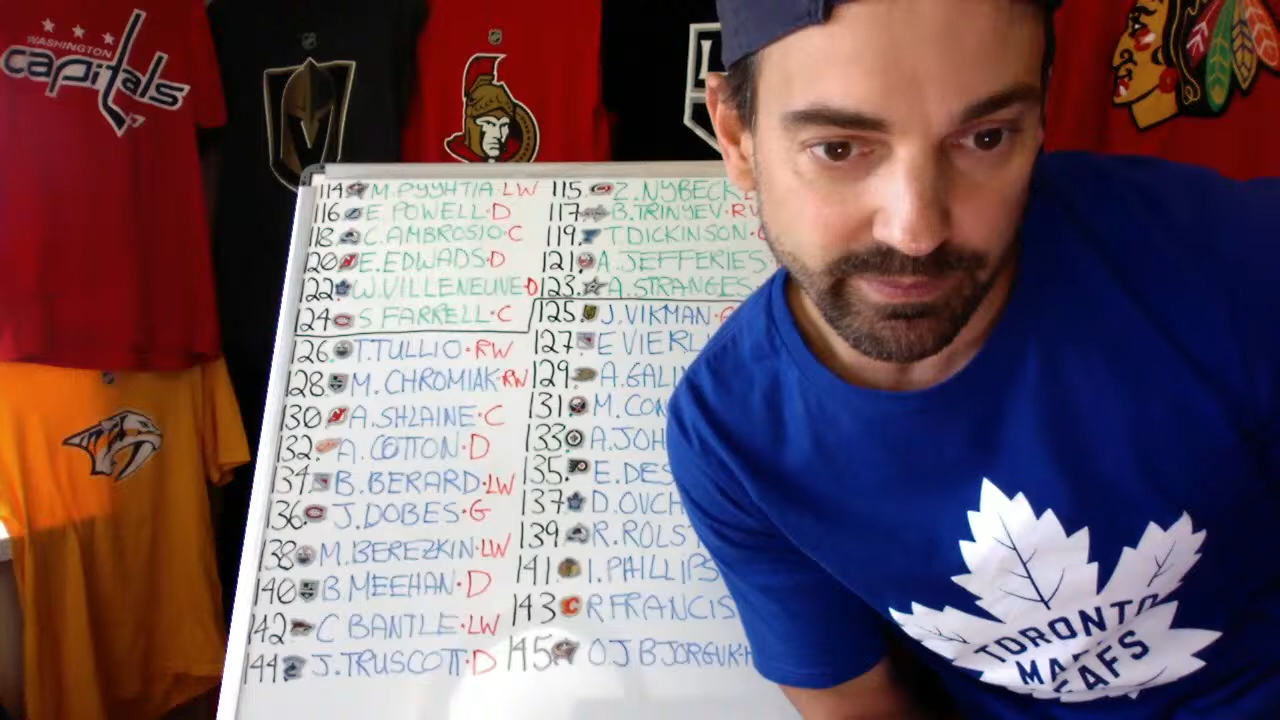 WASHINGTON
capitals
114 M. PYYHTIA LW 115. Z. NYBECK
116 E. POWELL·D 117 B. TRINYEV·RW
118 C. AMBROSIO·C 119. T DICKINSON·
120 E. EDWADS·D 121 A. JEFFERIES
122 W. VILLENEUVE D 123. A. STRANGES
124 S FARRELL·C 125. J. VIKMAN·
126. T. TULLIO·RW 127. E VIERL
128 M. CHROMIAK·RW 129. A. GALI
130 A. SHLAINE·C 131 M. CON
132. A. COTTON·D 133 A. JOH
134 B. BERARD·LW 135. E. DES
136. J. DOBES·G 137 D. OVCH
138 M. BEREZKIN·LW 139 R. ROLST
140 B MEEHAN·D 141 I. PHILLIPS
142 C BANTLE·LW 143 R FRANCIS
144 J. TRUSCOTT·D 145 OJ BJORGVIK-H
TORONTO
MAPLE
LEAFS